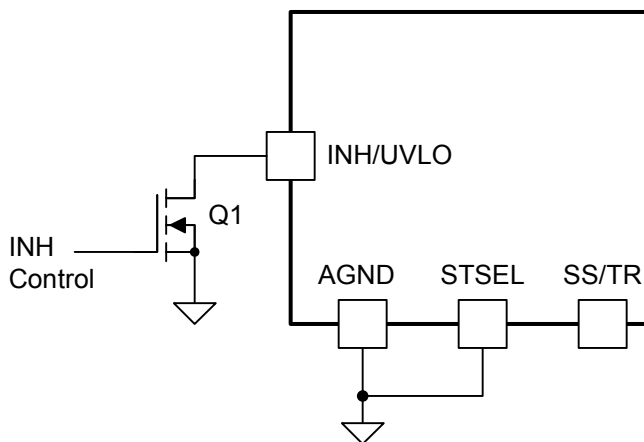 INH/UVLO
Q1
INH
Control
AGND STSEL SS/TR